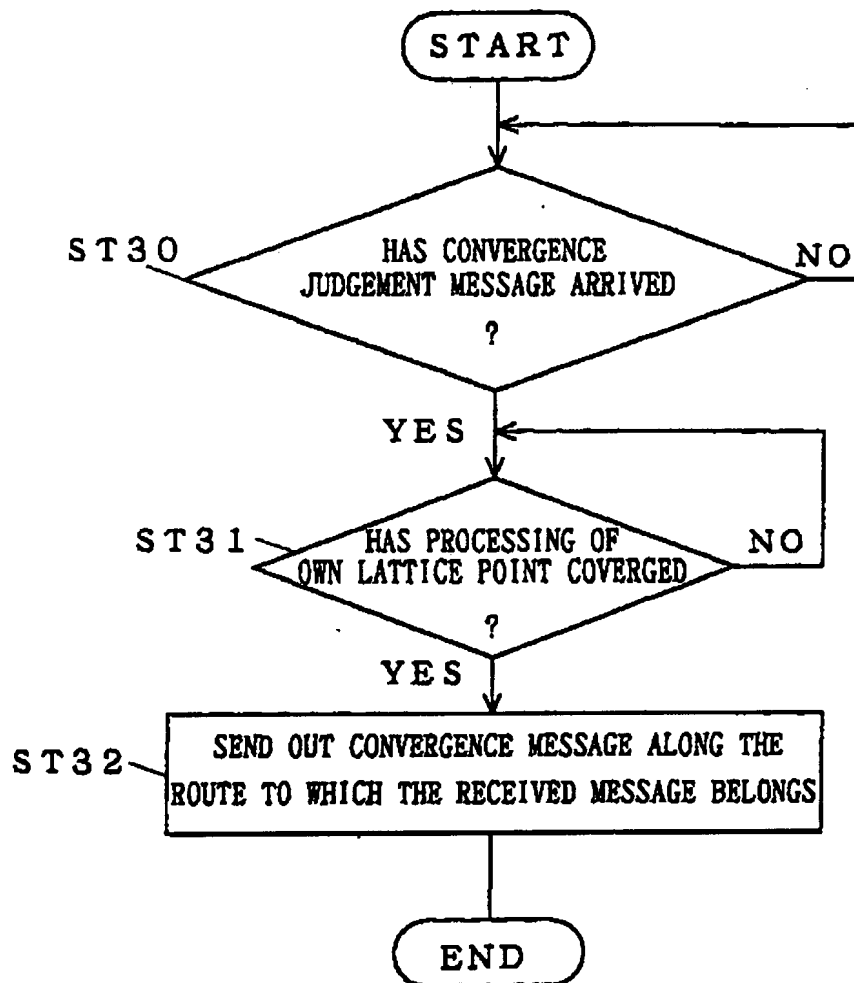 START
ST30
HAS CONVERGENCE
JUDGEMENT MESSAGE ARRIVED
?
NO
YES
ST31
HAS PROCESSING OF
OWN LATTICE POINT COVERGED
?
NO
YES
ST32
SEND OUT CONVERGENCE MESSAGE ALONG THE
ROUTE TO WHICH THE RECEIVED MESSAGE BELONGS
END